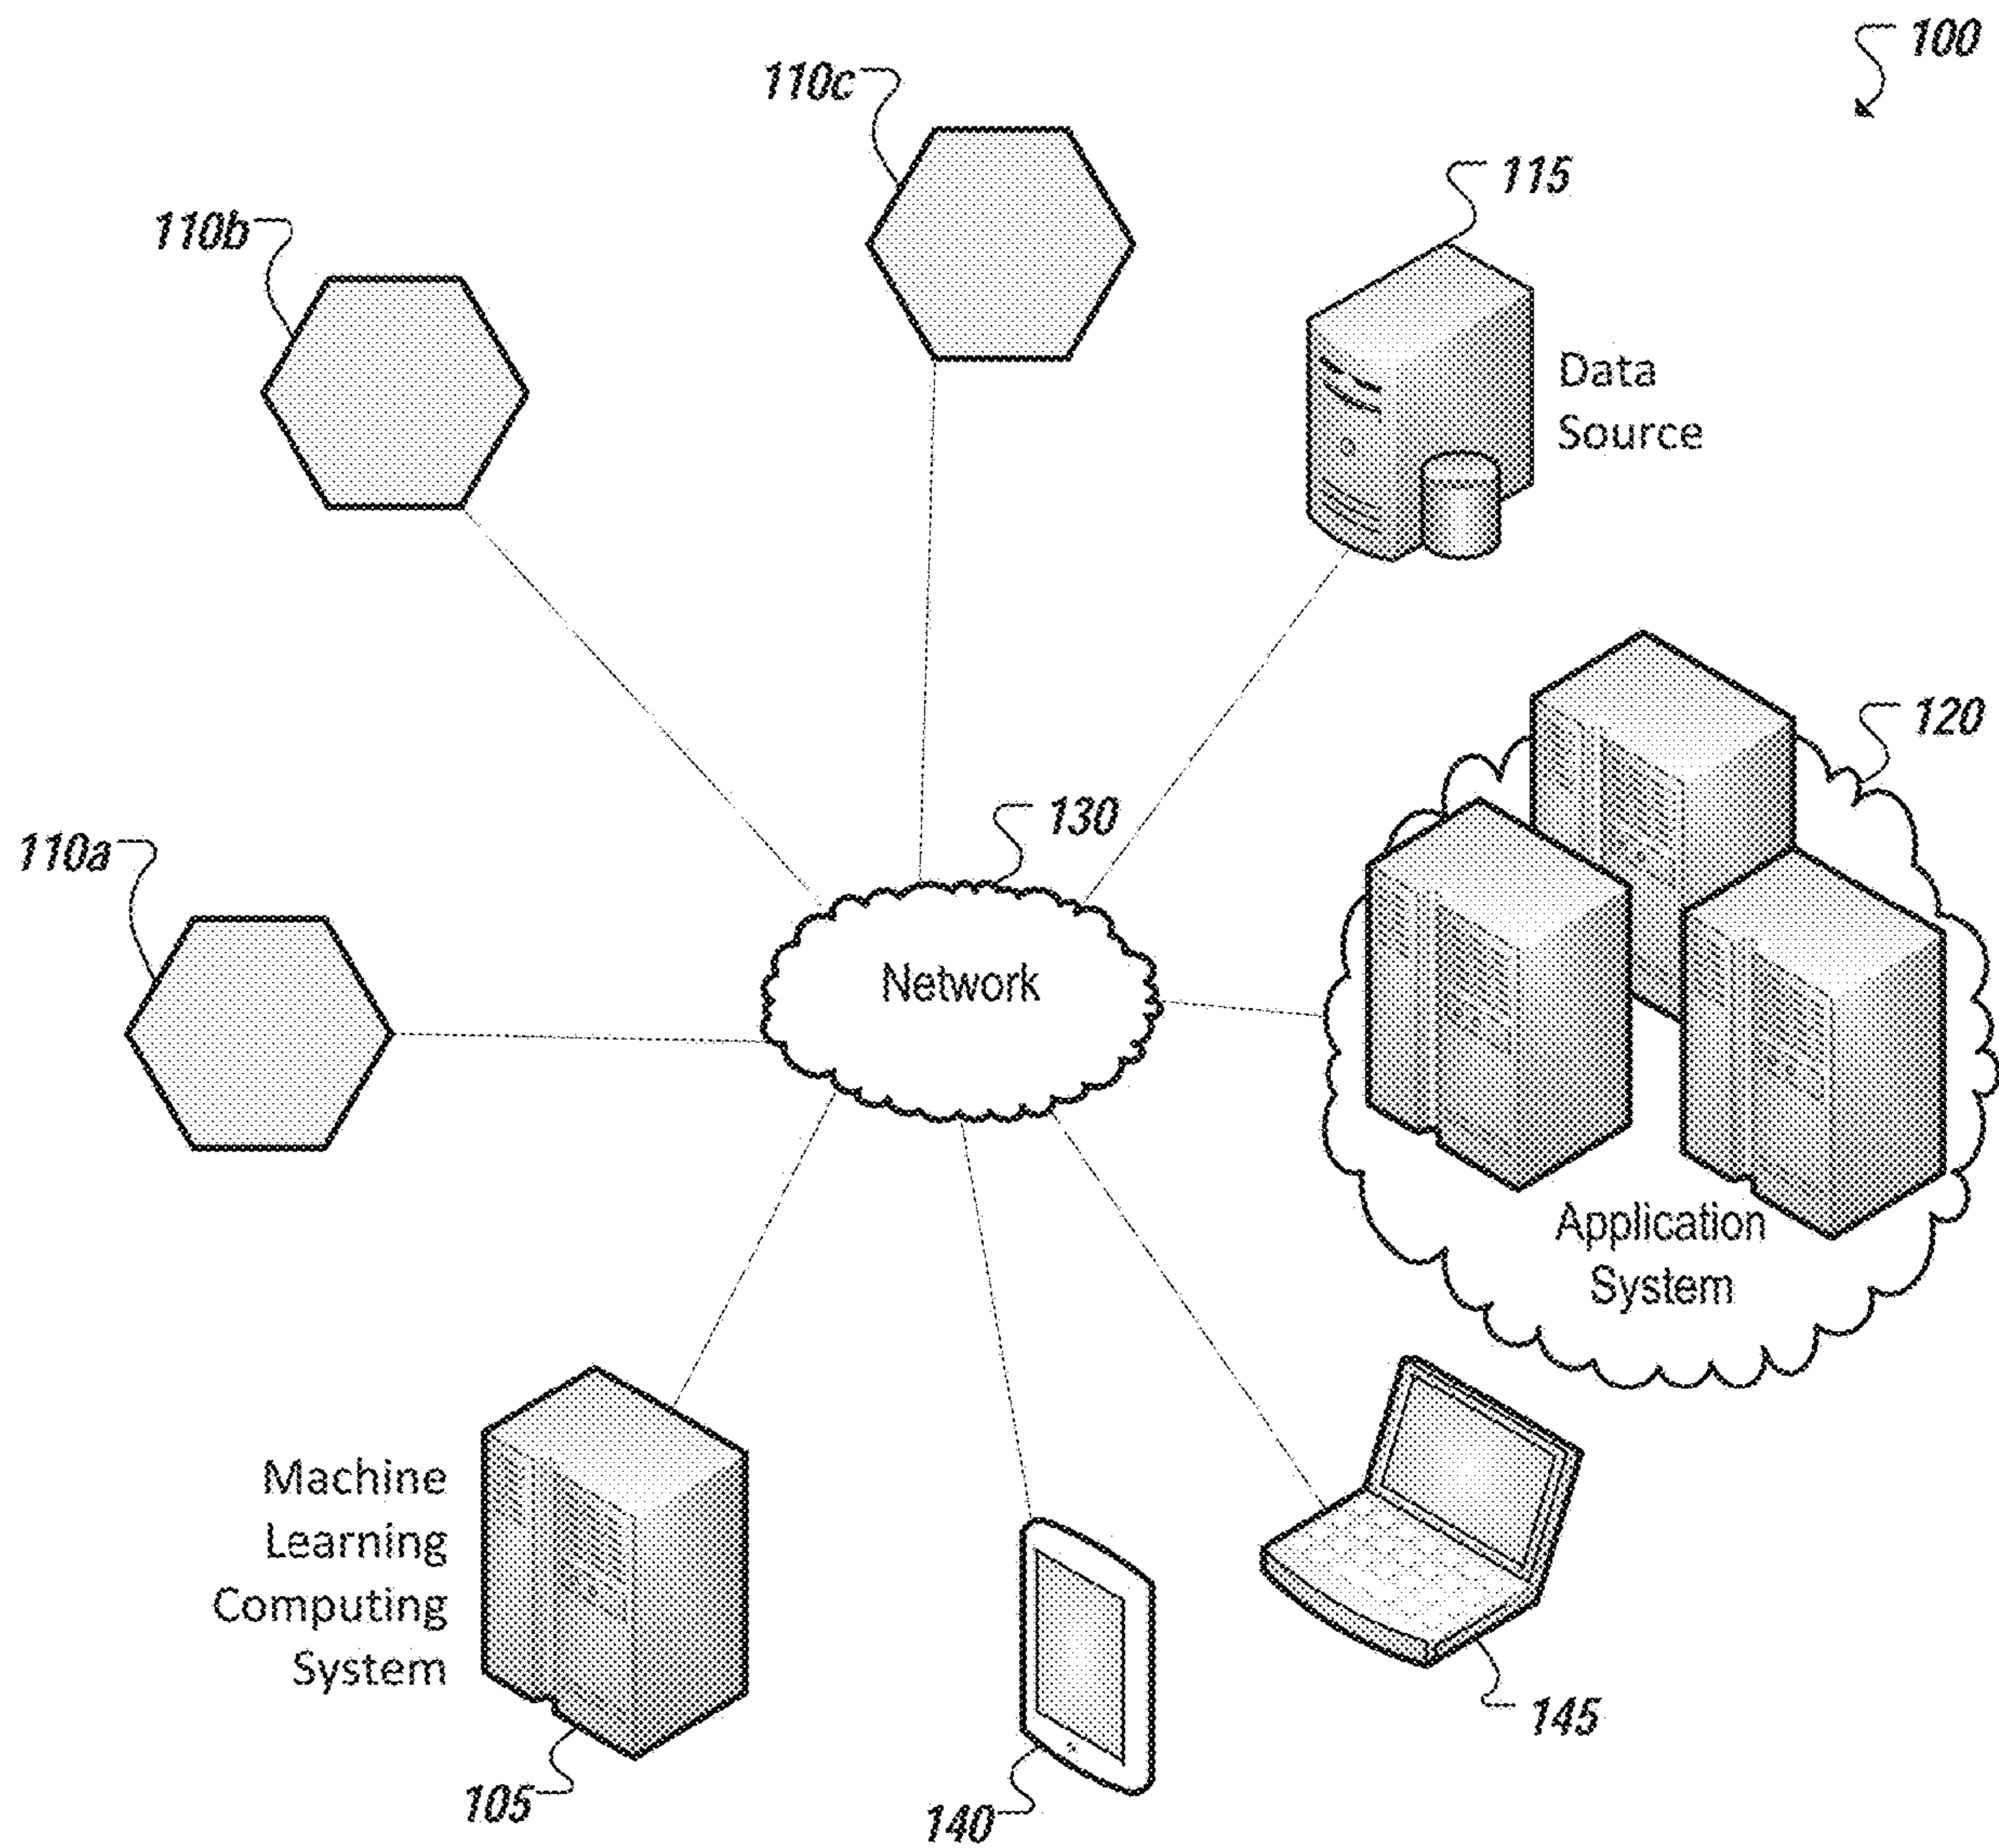 100
110c
115
110b
Data
Source
120
130
110a
Network
Application
System
Machine
Learning
Computing
System
145
105
140